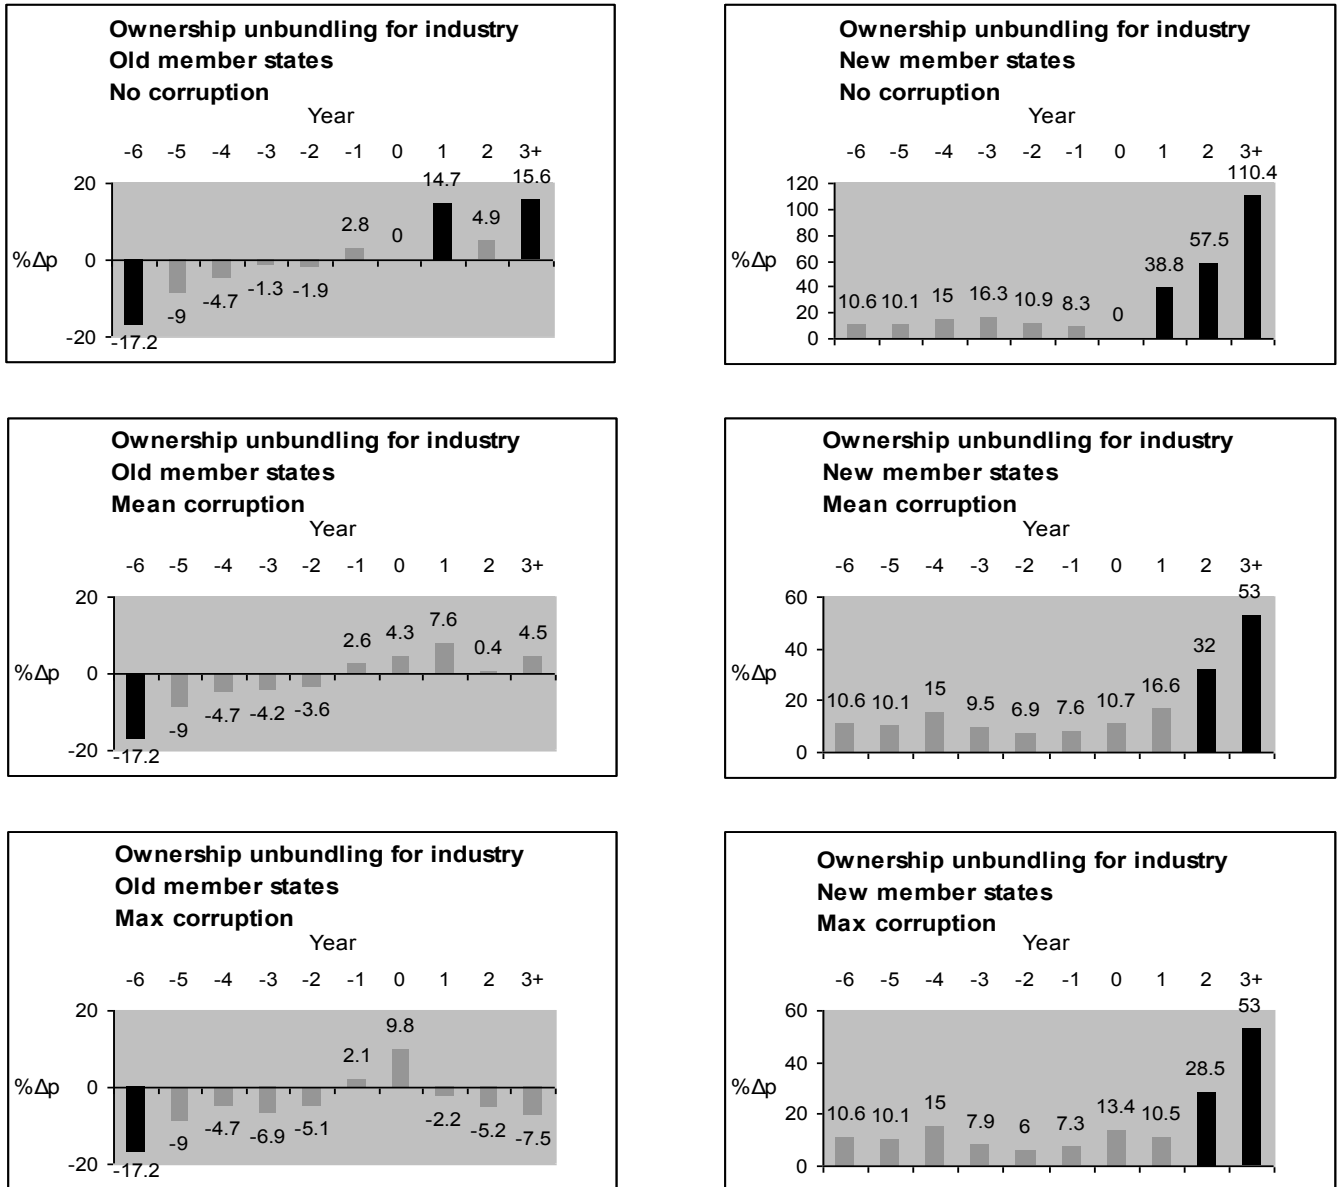 Ownership unbundling for industry
Old member states
No corruption
Year
-6 -5 -4 -3 -2 -1 0 1 2 3+
20
0
-20
%Δp
-17.2 -9 -4.7 -1.3 -1.9 2.8 0 14.7 4.9 15.6
Ownership unbundling for industry
New member states
No corruption
Year
-6 -5 -4 -3 -2 -1 0 1 2 3+
120
100
80
60
40
20
0
%Δp
10.6 10.1 15 16.3 10.9 8.3 0 38.8 57.5 110.4
Ownership unbundling for industry
Old member states
Mean corruption
Year
-6 -5 -4 -3 -2 -1 0 1 2 3+
20
0
-20
%Δp
-17.2 -9 -4.7 -4.2 -3.6 2.6 4.3 7.6 0.4 4.5
Ownership unbundling for industry
New member states
Mean corruption
Year
-6 -5 -4 -3 -2 -1 0 1 2 3+
60
40
20
0
%Δp
10.6 10.1 15 9.5 6.9 7.6 10.7 16.6 32 53
Ownership unbundling for industry
Old member states
Max corruption
Year
-6 -5 -4 -3 -2 -1 0 1 2 3+
20
0
-20
%Δp
-17.2 -9 -4.7 -6.9 -5.1 2.1 9.8 -2.2 -5.2 -7.5
Ownership unbundling for industry
New member states
Max corruption
Year
-6 -5 -4 -3 -2 -1 0 1 2 3+
60
40
20
0
%Δp
10.6 10.1 15 7.9 6 7.3 13.4 10.5 28.5 53